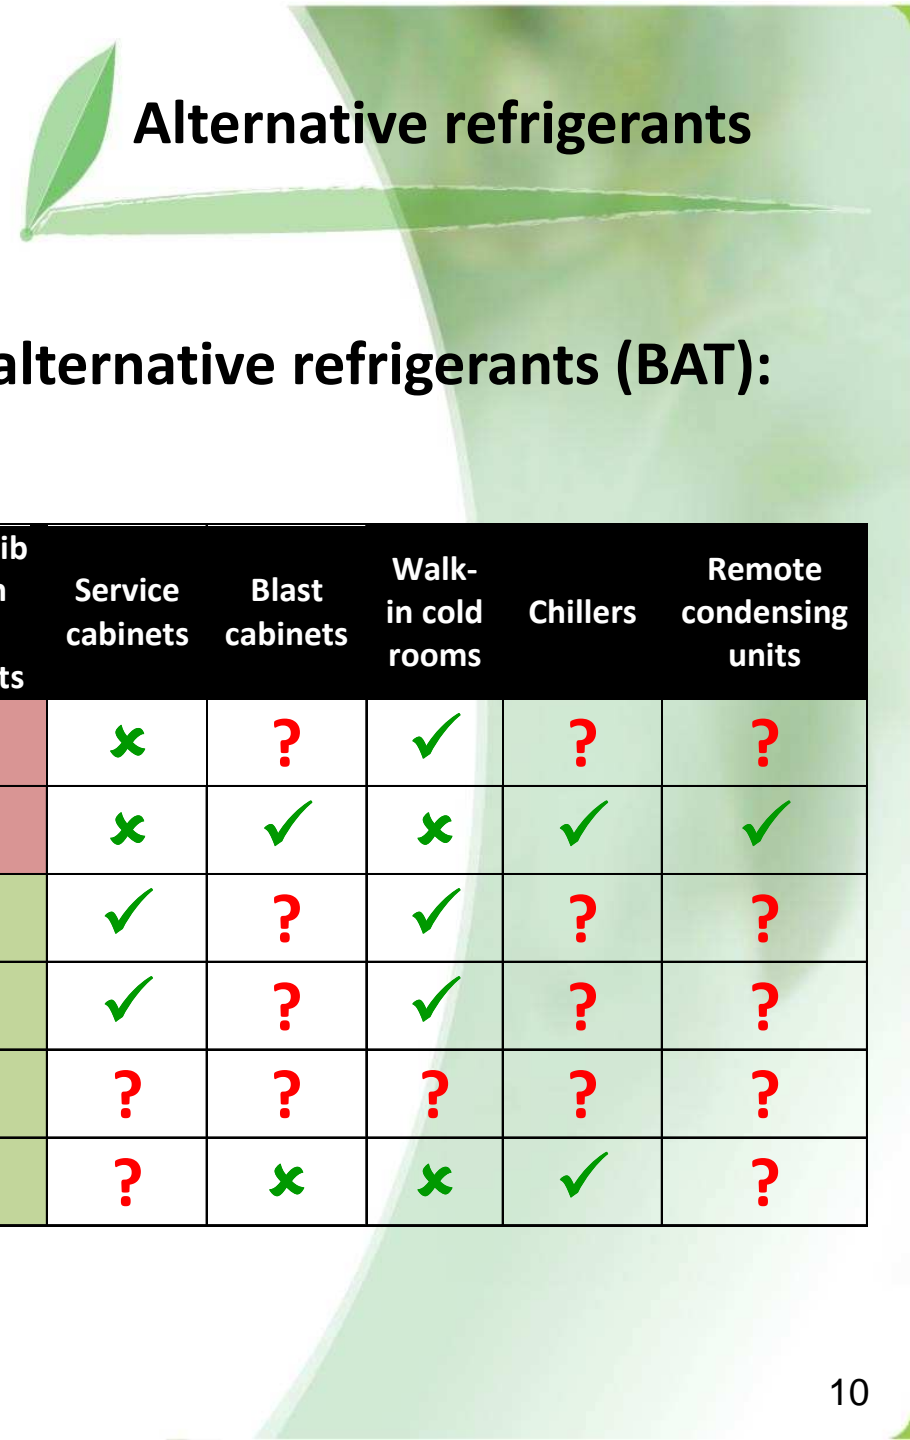 Alternative refrigerants
alternative refrigerants (BAT):
Service cabinets
Blast cabinets
Walk-in cold rooms
Chillers
Remote condensing units
✘ ? ✓ ? ?
✘ ✓ ✘ ✓ ✓
✓ ? ✓ ? ?
✓ ? ✓ ? ?
? ? ? ? ?
? ✘ ✘ ✓ ?
10